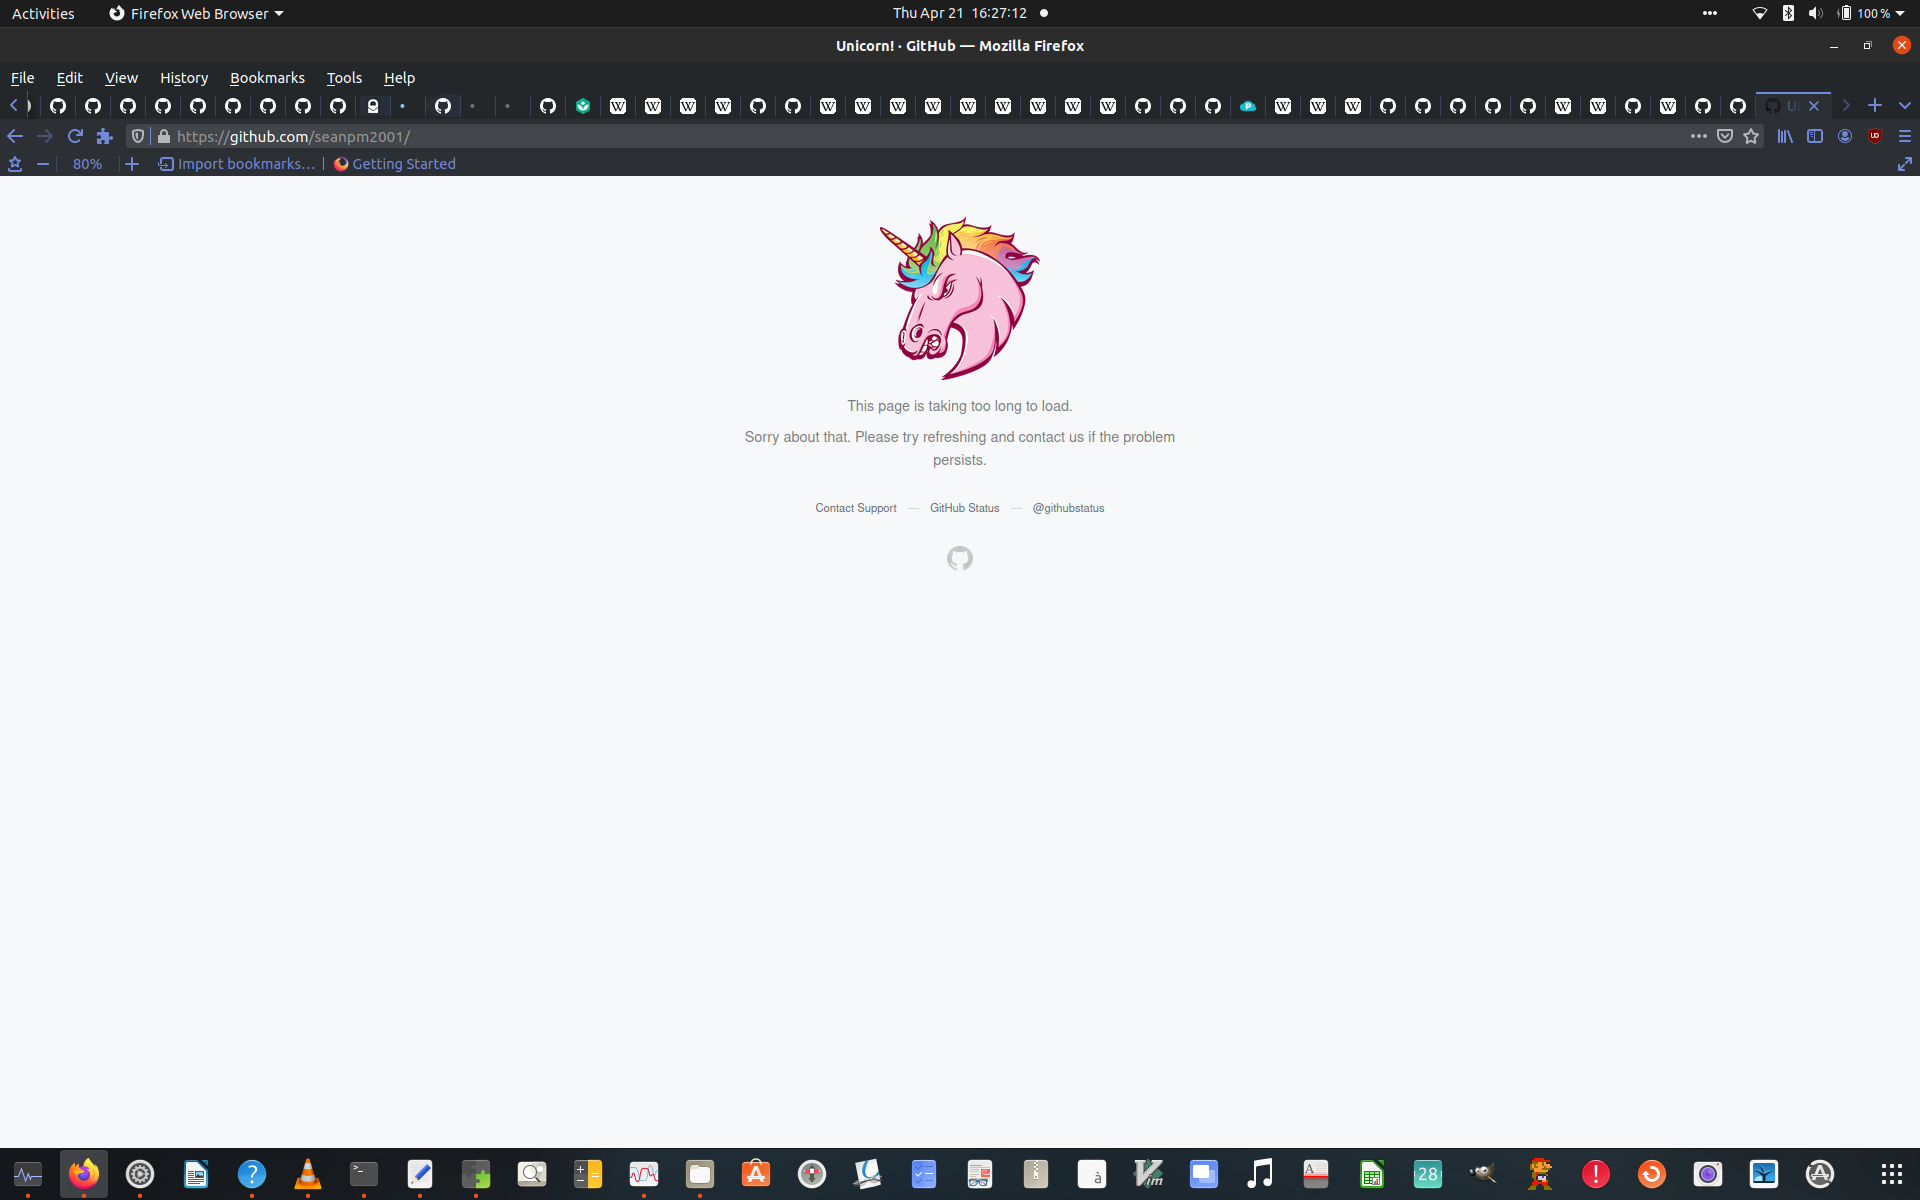 Activities Firefox Web Browser Thu Apr 21 16:27:12 100 %
Unicorn! · GitHub — Mozilla Firefox
File Edit View History Bookmarks Tools Help
https://github.com/seanpm2001/
80% Import bookmarks... Getting Started
This page is taking too long to load.
Sorry about that. Please try refreshing and contact us if the problem
persists.
Contact Support — GitHub Status — @githubstatus
28